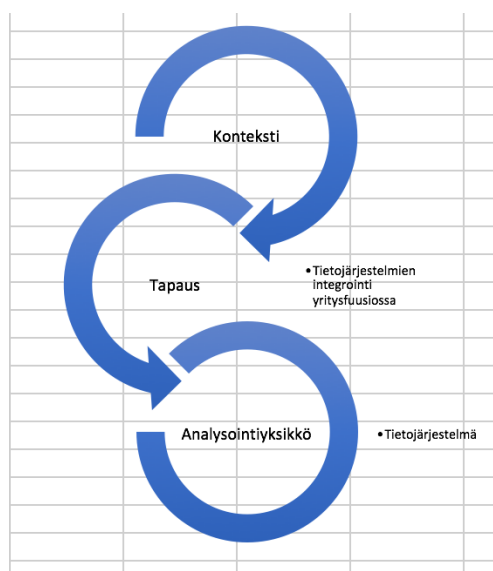 Konteksti
Tapaus
•Tietojärjestelmien
integrointi
yritysfuusiossa
Analysointiyksikkö
•Tietojärjestelmä